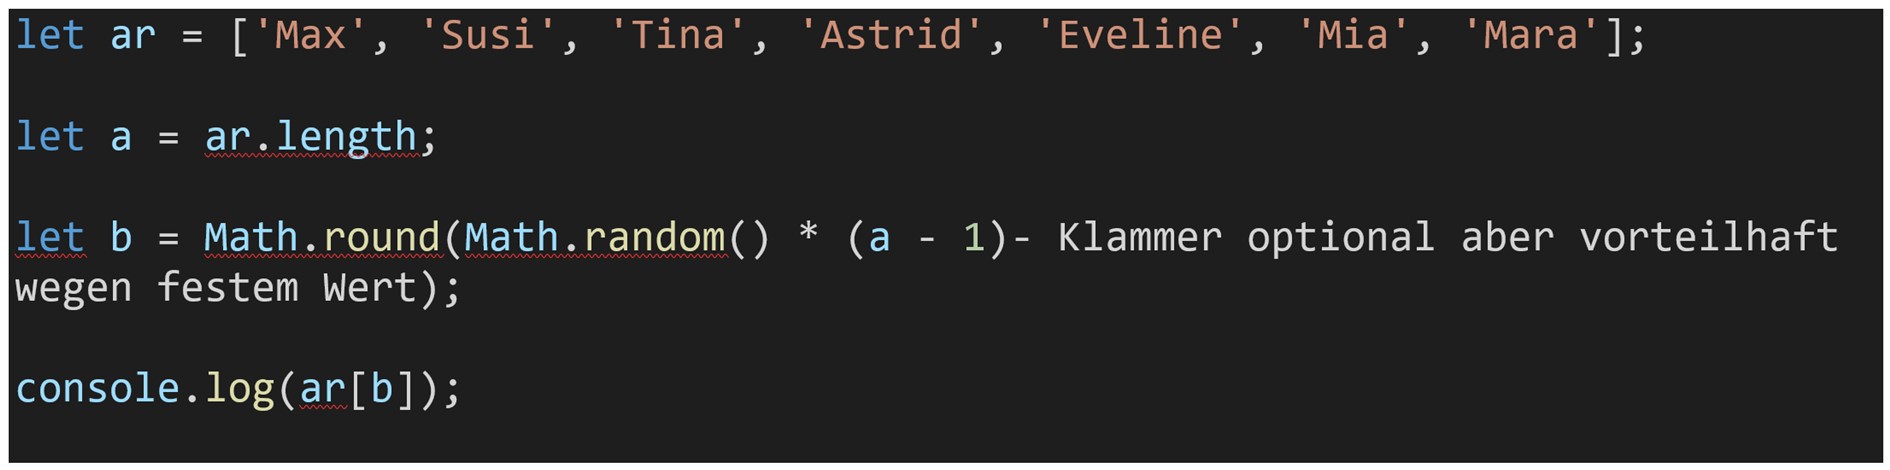 let ar = ['Max', 'Susi', 'Tina', 'Astrid', 'Eveline', 'Mia', 'Mara'];
let a = ar.length;
let b = Math.round(Math.random() * (a - 1)- Klammer optional aber vorteilhaft
wegen festem Wert);
console.log(ar[b]);